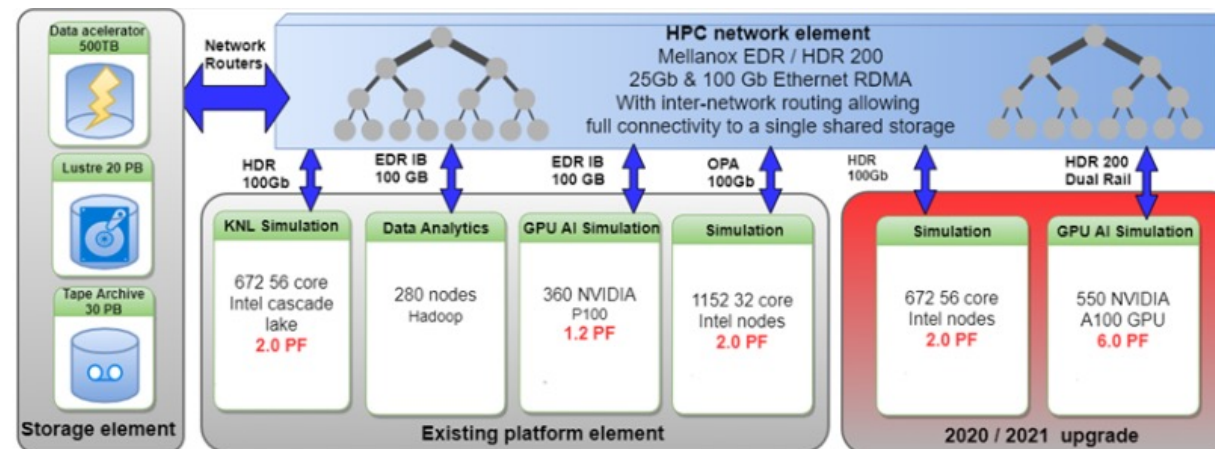 Data acelerator
500TB
Lustre 20 PB
Tape Archive
30 PB
Storage element
Network
Routers
HPC network element
Mellanox EDR / HDR 200
25Gb & 100 Gb Ethernet RDMA
With inter-network routing allowing
full connectivity to a single shared storage
HDR
100Gb
EDR IB
100 GB
EDR IB
100 GB
OPA
100Gb
HDR
100Gb
HDR 200
Dual Rail
KNL Simulation
672 56 core
Intel cascade
lake
2.0 PF
Data Analytics
280 nodes
Hadoop
GPU AI Simulation
360 NVIDIA
P100
1.2 PF
Simulation
1152 32 core
Intel nodes
2.0 PF
Existing platform element
Simulation
672 56 core
Intel nodes
2.0 PF
GPU AI Simulation
550 NVIDIA
A100 GPU
6.0 PF
2020 / 2021 upgrade